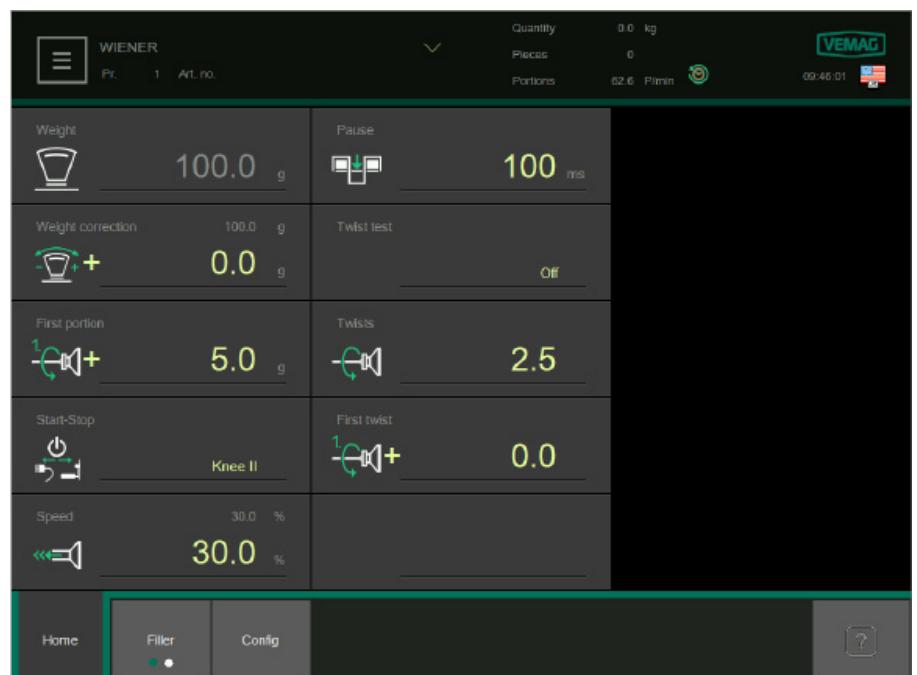 WIENER
Pr. 1 Art. no.
Quantity 0.0 kg
Pieces 0
Portions 62.6 P/min
VEMAG
09:46:01
Weight
100.0 g
Pause
100 ms
Weight correction 100.0 g
+ 0.0 g
Twist test
Off
First portion
1. + 5.0 g
Twists
2.5
Start-Stop
Knee II
First twist
1. + 0.0
Speed 30.0 %
30.0 %
Home
Filler
Config
?